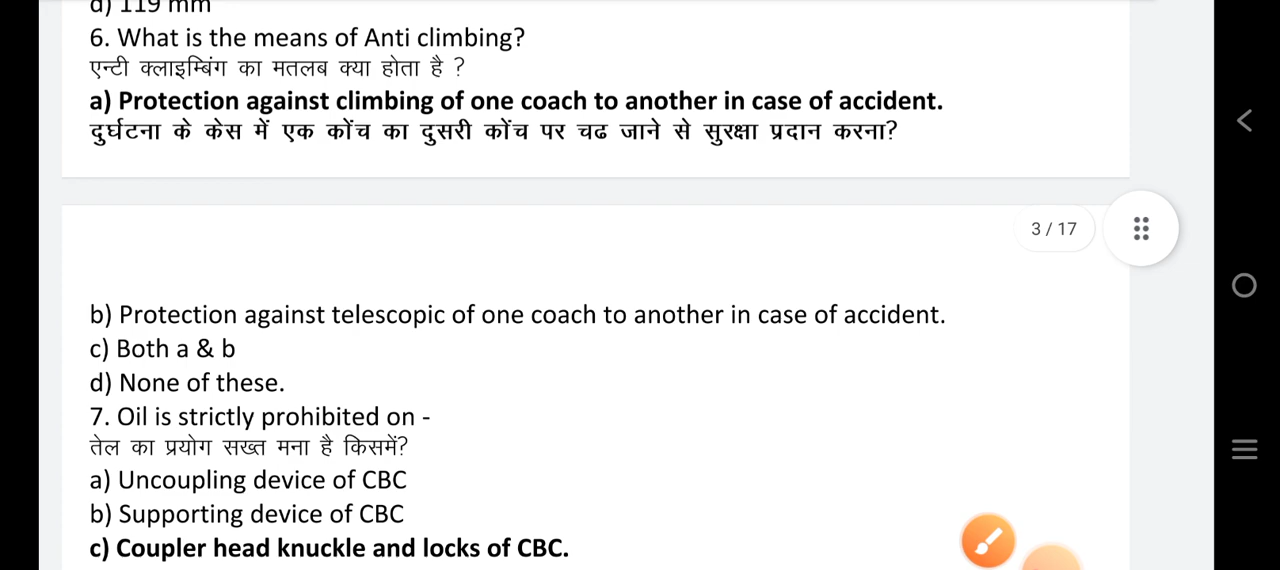 d) 119 mm
6. What is the means of Anti climbing?
एन्टी क्लाइम्बिंग का मतलब क्या होता है ?
a) Protection against climbing of one coach to another in case of accident.
दुर्घटना के केस में एक कोंच का दुसरी कोंच पर चढ जाने से सुरक्षा प्रदान करना?
3 / 17
b) Protection against telescopic of one coach to another in case of accident.
c) Both a & b
d) None of these.
7. Oil is strictly prohibited on -
तेल का प्रयोग सख्त मना है किसमें?
a) Uncoupling device of CBC
b) Supporting device of CBC
c) Coupler head knuckle and locks of CBC.